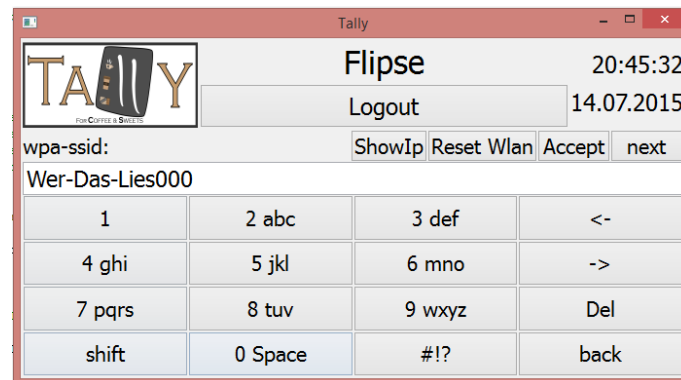 Tally
TALLY
FOR COFFEE & SWEETS
Flipse
20:45:32
Logout
14.07.2015
wpa-ssid:
ShowIp Reset Wlan Accept next
Wer-Das-Lies000
1 2 abc 3 def <-
4 ghi 5 jkl 6 mno ->
7 pqrs 8 tuv 9 wxyz Del
shift 0 Space #!? back